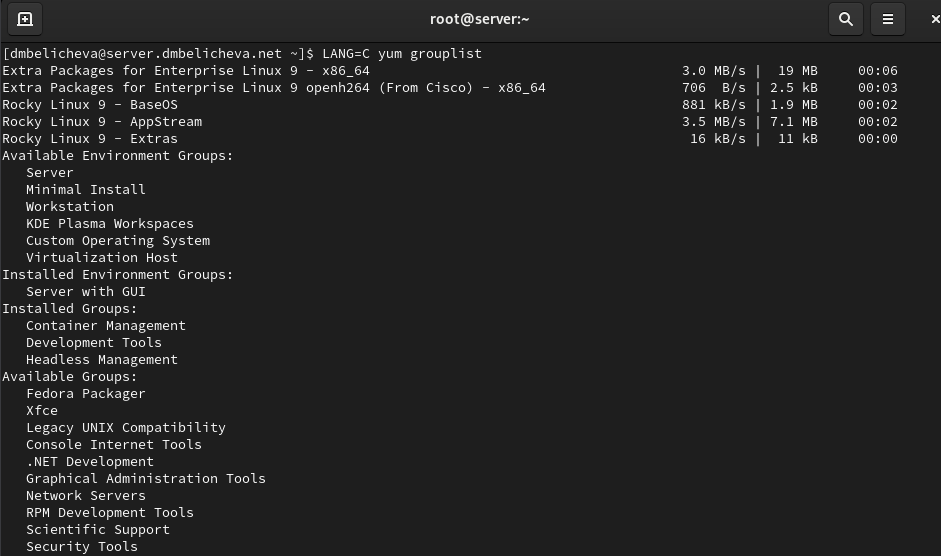 root@server:~
[dmbelicheva@server.dmbelicheva.net ~]$ LANG=C yum grouplist
Extra Packages for Enterprise Linux 9 - x86_64 3.0 MB/s | 19 MB 00:06
Extra Packages for Enterprise Linux 9 openh264 (From Cisco) - x86_64 706 B/s | 2.5 kB 00:03
Rocky Linux 9 - BaseOS 881 kB/s | 1.9 MB 00:02
Rocky Linux 9 - AppStream 3.5 MB/s | 7.1 MB 00:02
Rocky Linux 9 - Extras 16 kB/s | 11 kB 00:00
Available Environment Groups:
Server
Minimal Install
Workstation
KDE Plasma Workspaces
Custom Operating System
Virtualization Host
Installed Environment Groups:
Server with GUI
Installed Groups:
Container Management
Development Tools
Headless Management
Available Groups:
Fedora Packager
Xfce
Legacy UNIX Compatibility
Console Internet Tools
.NET Development
Graphical Administration Tools
Network Servers
RPM Development Tools
Scientific Support
Security Tools